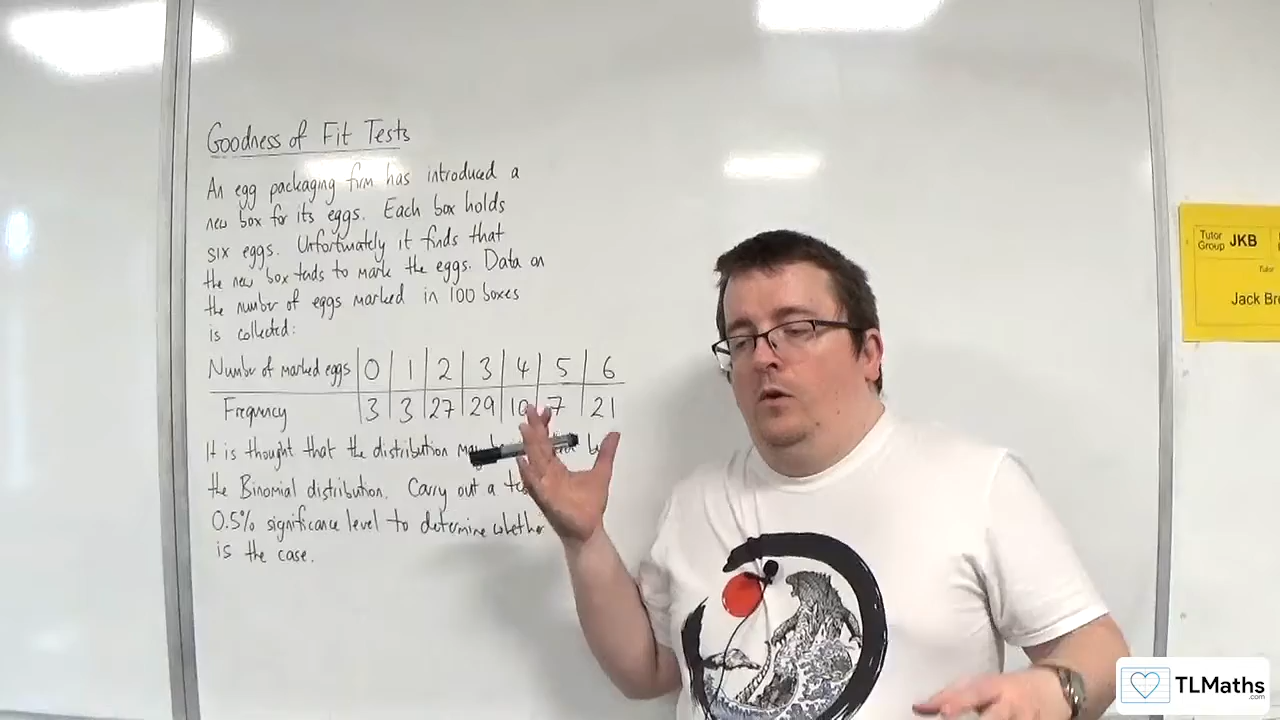 Goodness of Fit Tests
An egg packaging firm has introduced a
new box for its eggs. Each box holds
six eggs. Unfortunately it finds that
the new box tends to mark the eggs. Data on
the number of eggs marked in 100 boxes
is collected:
Number of marked eggs 0 1 2 3 4 5 6
Frequency 3 3 27 29 10 7 21
It is thought that the distribution may
the Binomial distribution. Carry out a
0.5% significance level to determine whether
is the case.
Tutor Group JKB
Tutor
Jack Bre
TLMaths
.com